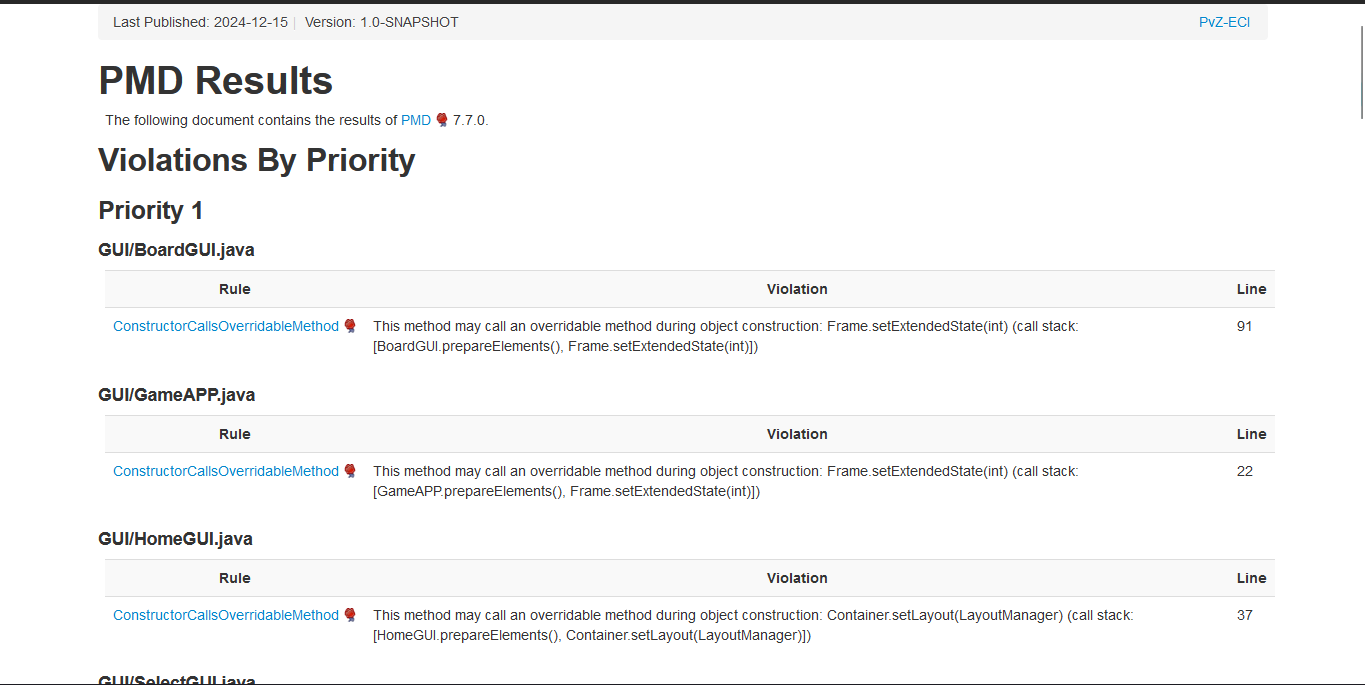 Last Published: 2024-12-15 | Version: 1.0-SNAPSHOT PvZ-ECI
PMD Results
The following document contains the results of PMD 7.7.0.
Violations By Priority
Priority 1
GUI/BoardGUI.java
Rule Violation Line
ConstructorCallsOverridableMethod This method may call an overridable method during object construction: Frame.setExtendedState(int) (call stack: 91
[BoardGUI.prepareElements(), Frame.setExtendedState(int)])
GUI/GameAPP.java
Rule Violation Line
ConstructorCallsOverridableMethod This method may call an overridable method during object construction: Frame.setExtendedState(int) (call stack: 22
[GameAPP.prepareElements(), Frame.setExtendedState(int)])
GUI/HomeGUI.java
Rule Violation Line
ConstructorCallsOverridableMethod This method may call an overridable method during object construction: Container.setLayout(LayoutManager) (call stack: 37
[HomeGUI.prepareElements(), Container.setLayout(LayoutManager)])
GUI/SelectGUI.java